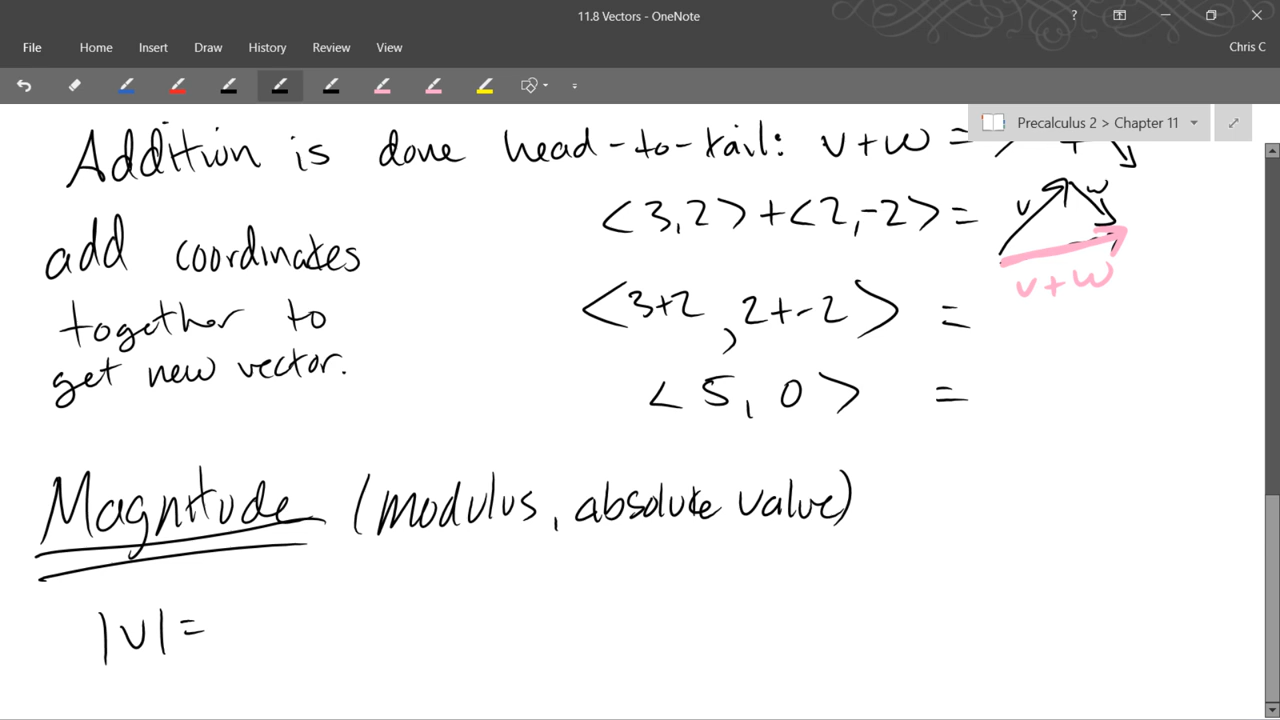 11.8 Vectors - OneNote
?
File Home Insert Draw History Review View Chris C
Precalculus 2 > Chapter 11
Addition is done head-to-tail: v+w =
+
<3,2>+<2,-2>= v w
v+w
add coordinates
together to
get new vector.
<3+2, 2+-2> =
<5, 0> =
Magnitude (modulus, absolute value)
|v|=